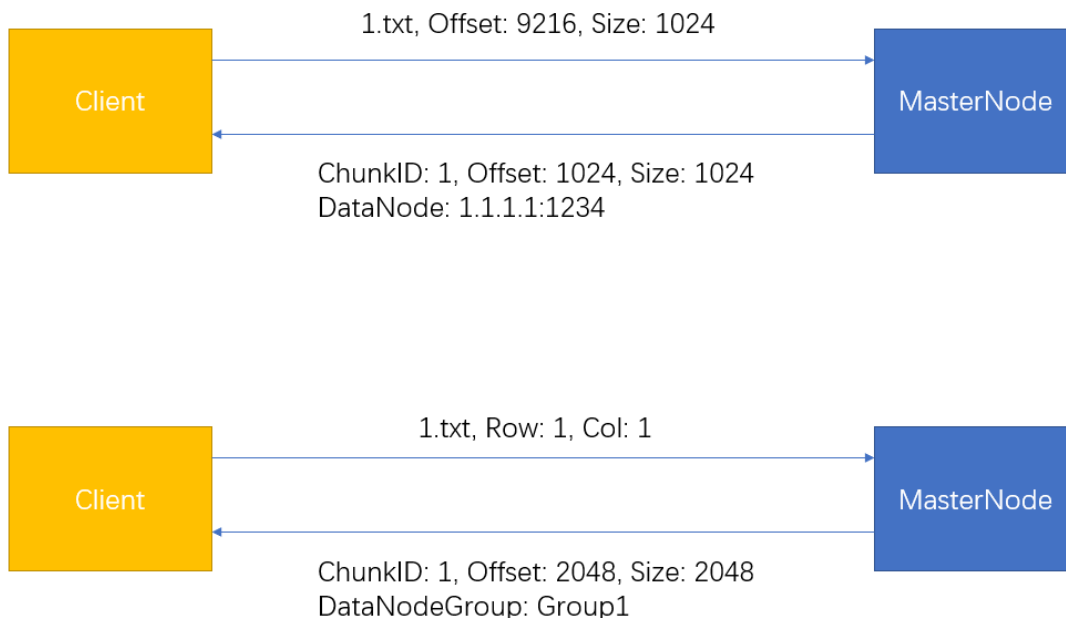 1.txt, Offset: 9216, Size: 1024
Client
MasterNode
ChunkID: 1, Offset: 1024, Size: 1024
DataNode: 1.1.1.1:1234
1.txt, Row: 1, Col: 1
Client
MasterNode
ChunkID: 1, Offset: 2048, Size: 2048
DataNodeGroup: Group1